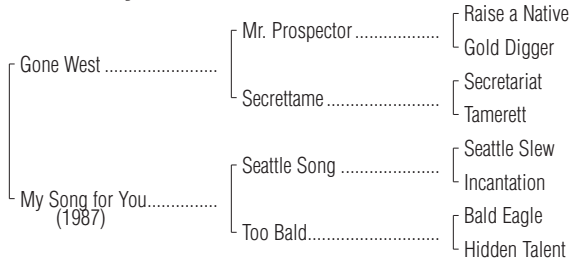 Raise a Native
Mr. Prospector ..................
Gold Digger
Gone West ........................
Secretariat
Secrettame ........................
Tamerett
Seattle Slew
Seattle Song .....................
Incantation
My Song for You...............
(1987)
Bald Eagle
Too Bald............................
Hidden Talent